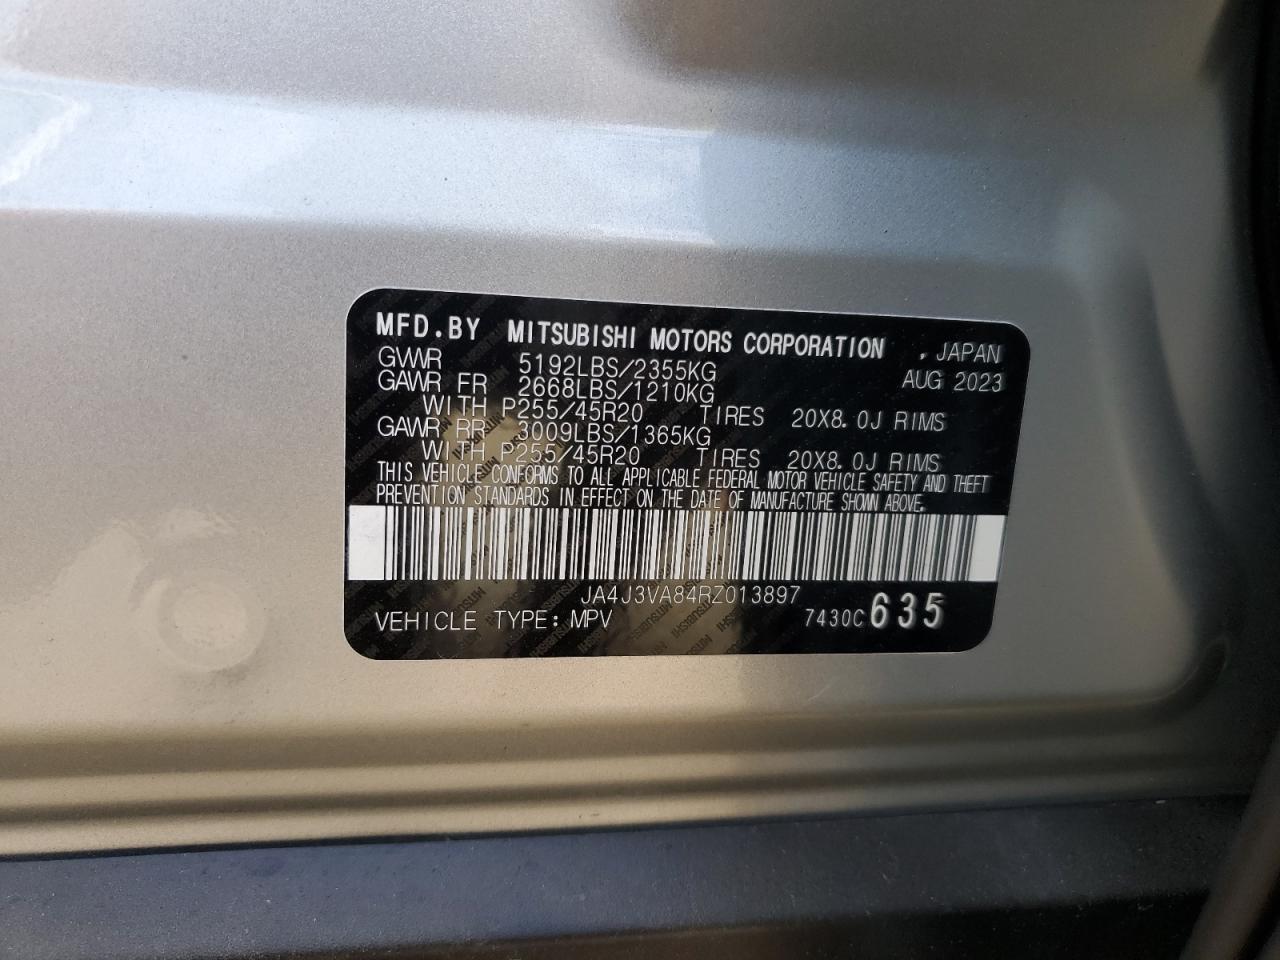 MFD.BY MITSUBISHI MOTORS CORPORATION , JAPAN
GVWR 5192LBS/2355KG AUG 2023
GAWR FR 2668LBS/1210KG
WITH P255/45R20 TIRES 20X8.0J RIMS
GAWR RR 3009LBS/1365KG
WITH P255/45R20 TIRES 20X8.0J RIMS
THIS VEHICLE CONFORMS TO ALL APPLICABLE FEDERAL MOTOR VEHICLE SAFETY AND THEFT
PREVENTION STANDARDS IN EFFECT ON THE DATE OF MANUFACTURE SHOWN ABOVE.
JA4J3VA84RZ013897
VEHICLE TYPE: MPV 7430C 635